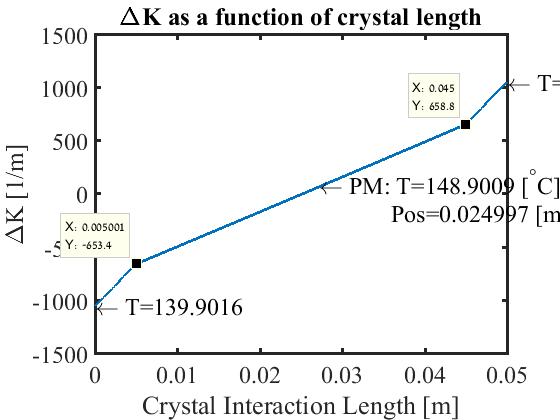 ΔK as a function of crystal length
1500
1000
500
0
-5
-1000
-1500
ΔK [1/m]
X: 0.045
Y: 658.8
T=
PM: T=148.9009 [°C]
Pos=0.024997 [m
X: 0.005001
Y: -653.4
T=139.9016
0 0.01 0.02 0.03 0.04 0.05
Crystal Interaction Length [m]